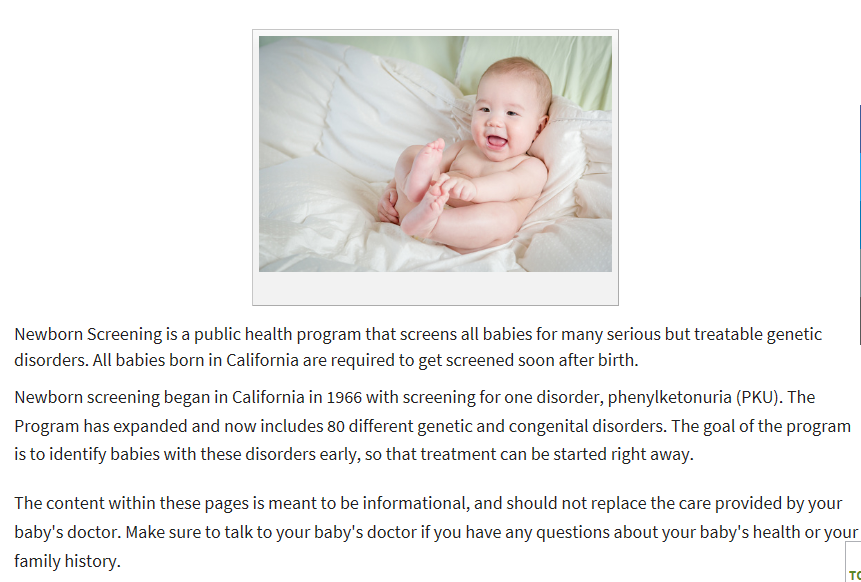 Newborn Screening is a public health program that screens all babies for many serious but treatable genetic
disorders. All babies born in California are required to get screened soon after birth.
Newborn screening began in California in 1966 with screening for one disorder, phenylketonuria (PKU). The
Program has expanded and now includes 80 different genetic and congenital disorders. The goal of the program
is to identify babies with these disorders early, so that treatment can be started right away.
The content within these pages is meant to be informational, and should not replace the care provided by your
baby's doctor. Make sure to talk to your baby's doctor if you have any questions about your baby's health or your
family history.